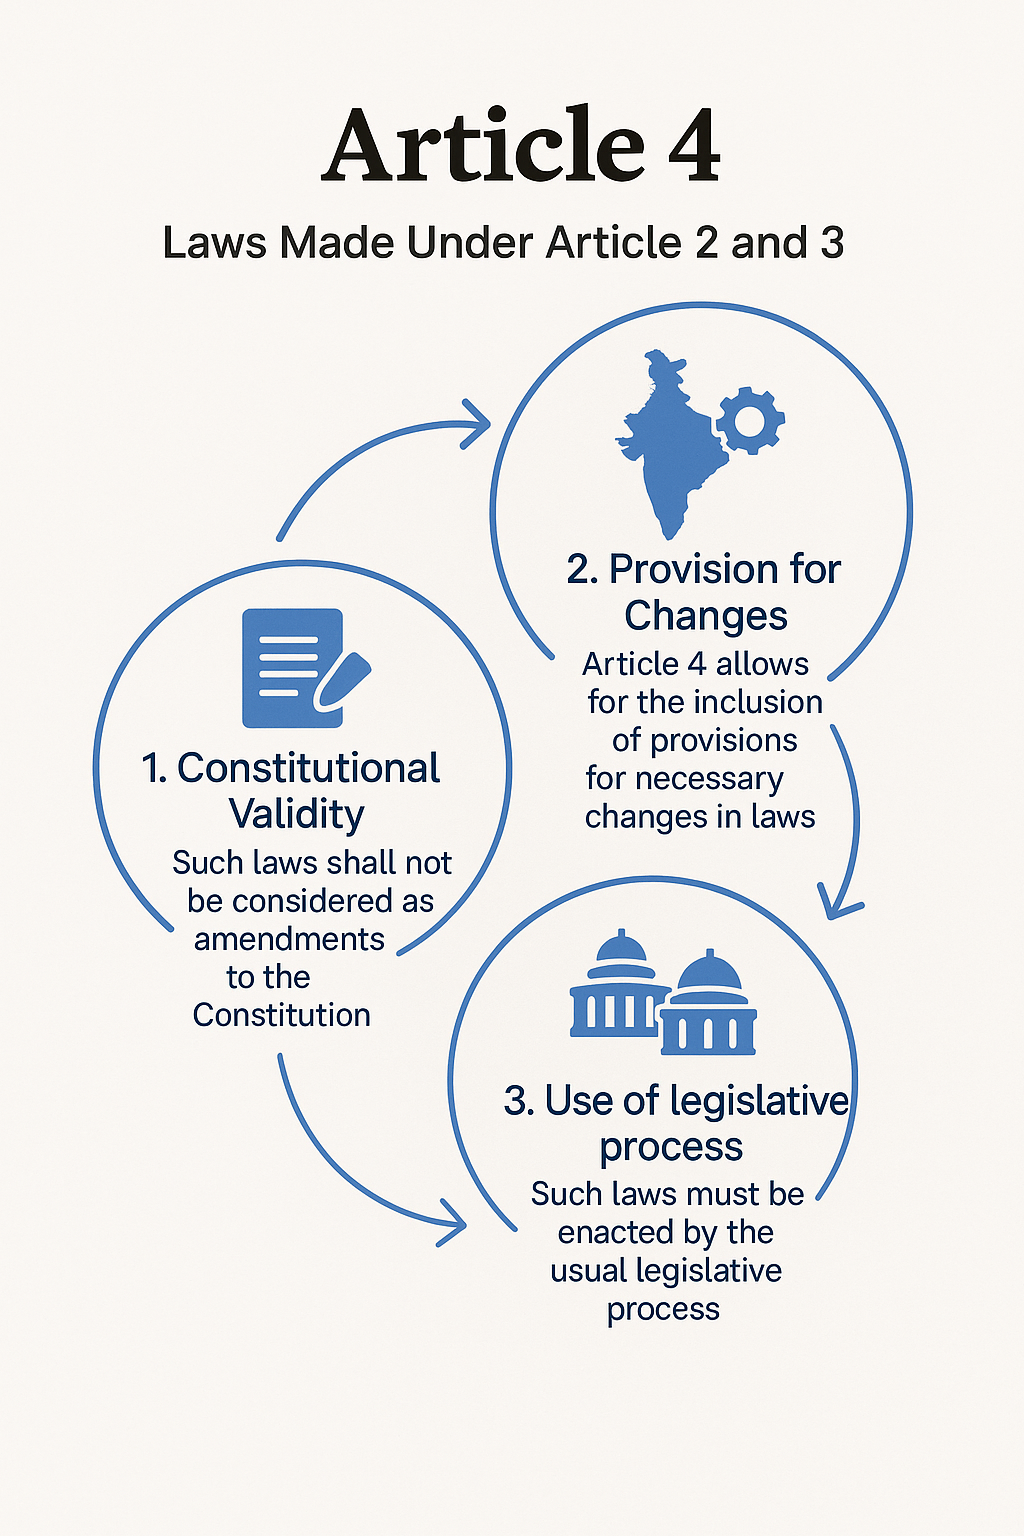 Article 4
Laws Made Under Article 2 and 3
1. Constitutional
Validity
Such laws shall not
be considered as
amendments
to the
Constitution
2. Provision for
Changes
Article 4 allows
for the inclusion
of provisions
for necessary
changes in laws
3. Use of legislative
process
Such laws must be
enacted by the
usual legislative
process